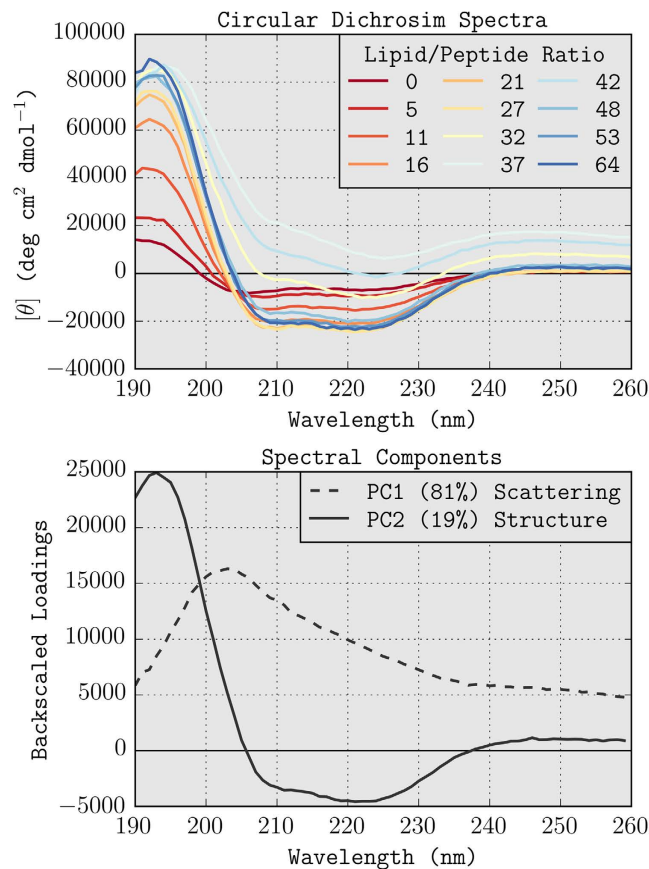 Circular Dichrosim Spectra
[θ] (deg cm² dmol⁻¹)
100000
80000
60000
40000
20000
0
−20000
−40000
Lipid/Peptide Ratio
0 21 42
5 27 48
11 32 53
16 37 64
190 200 210 220 230 240 250 260
Wavelength (nm)
Spectral Components
Backscaled Loadings
25000
20000
15000
10000
5000
0
−5000
PC1 (81%) Scattering
PC2 (19%) Structure
190 200 210 220 230 240 250 260
Wavelength (nm)